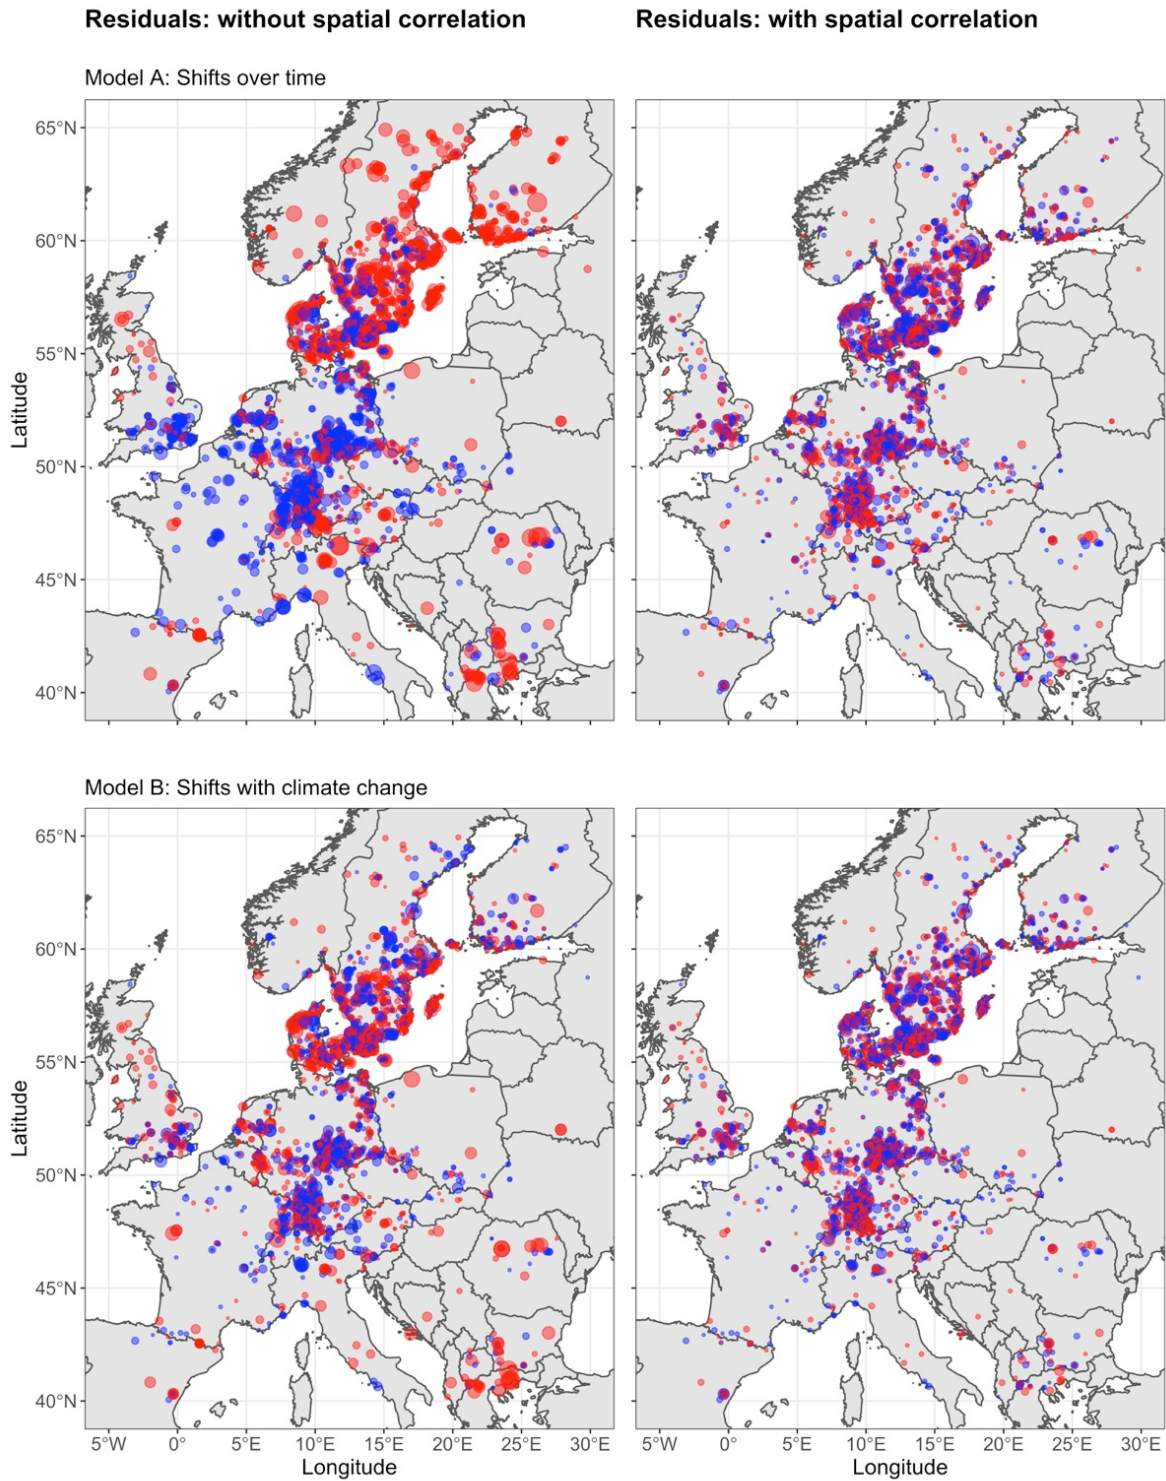 Residuals: without spatial correlation
Residuals: with spatial correlation
Model A: Shifts over time
65°N
60°N
55°N
50°N
45°N
40°N
Latitude
Model B: Shifts with climate change
65°N
60°N
55°N
50°N
45°N
40°N
Latitude
5°W 0° 5°E 10°E 15°E 20°E 25°E 30°E
5°W 0° 5°E 10°E 15°E 20°E 25°E 30°E
Longitude
Longitude